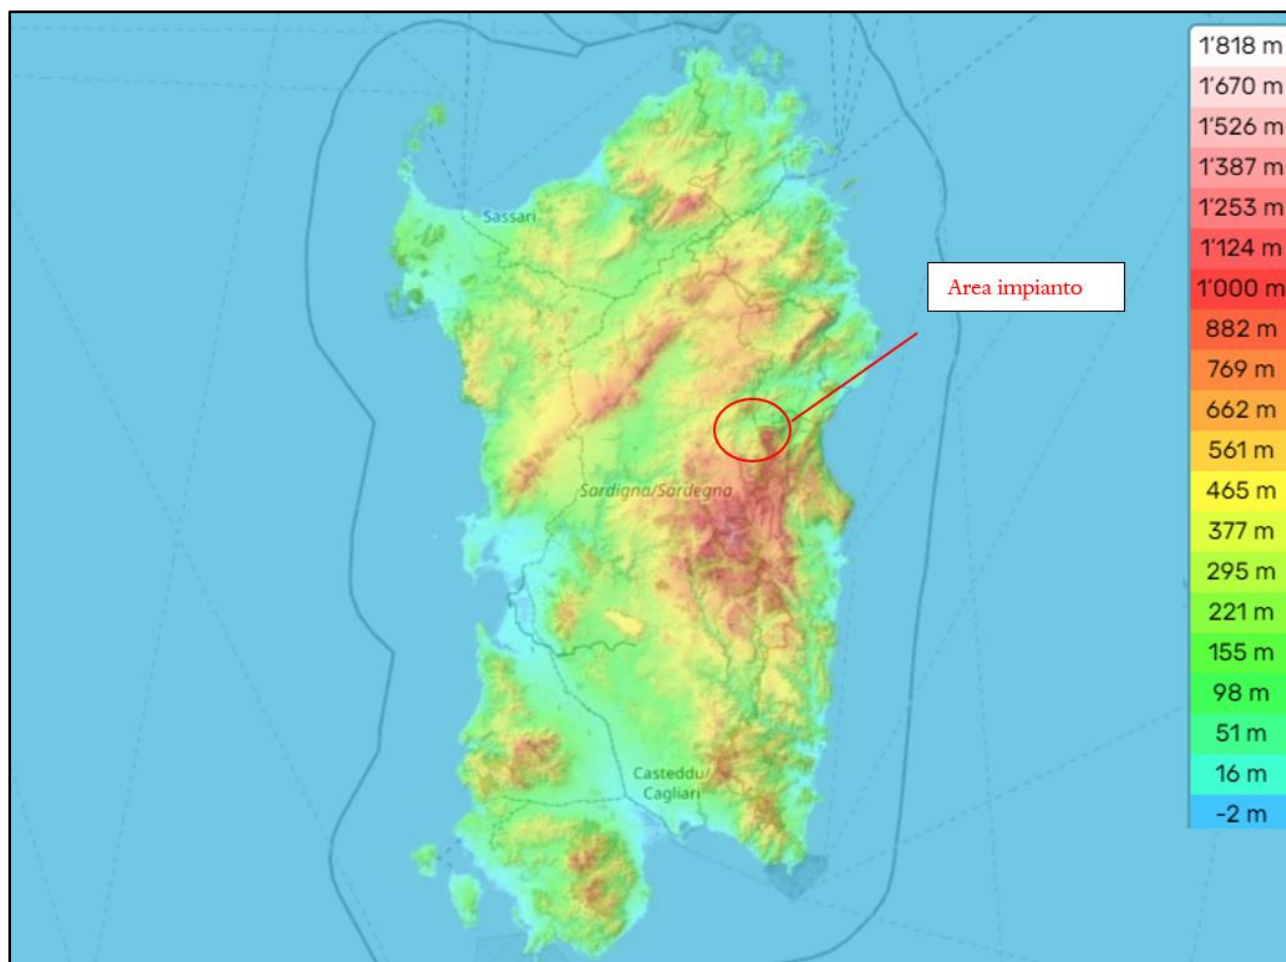 Sassari
Area impianto
Sardigna/Sardegna
Casteddu/
Cagliari
1'818 m
1'670 m
1'526 m
1'387 m
1'253 m
1'124 m
1'000 m
882 m
769 m
662 m
561 m
465 m
377 m
295 m
221 m
155 m
98 m
51 m
16 m
-2 m